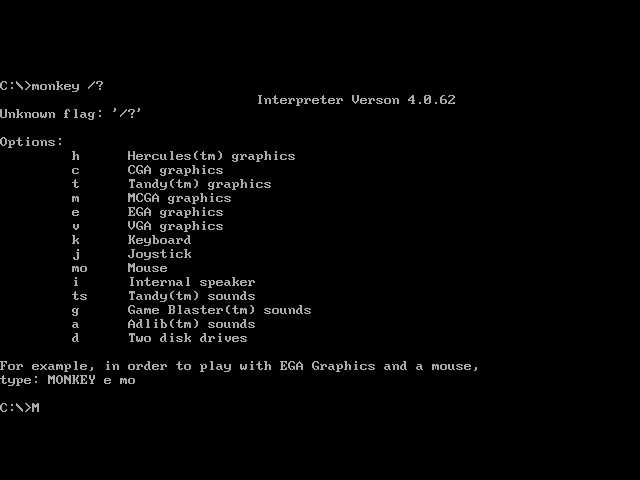 C:\>monkey /?
Interpreter Verson 4.0.62
Unknown flag: '/?'
Options:
h Hercules(tm) graphics
c CGA graphics
t Tandy(tm) graphics
m MCGA graphics
e EGA graphics
v VGA graphics
k Keyboard
j Joystick
mo Mouse
i Internal speaker
ts Tandy(tm) sounds
g Game Blaster(tm) sounds
a Adlib(tm) sounds
d Two disk drives
For example, in order to play with EGA Graphics and a mouse,
type: MONKEY e mo
C:\>M